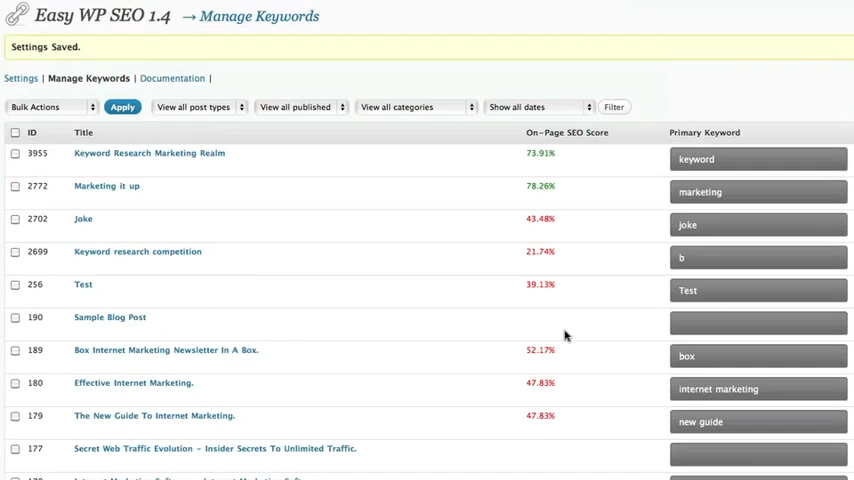 Easy WP SEO 1.4 → Manage Keywords
Settings Saved.
Settings | Manage Keywords | Documentation |
Bulk Actions Apply View all post types View all published View all categories Show all dates Filter
ID Title On-Page SEO Score Primary Keyword
3955 Keyword Research Marketing Realm 73.91% keyword
2772 Marketing it up 78.26% marketing
2702 Joke 43.48% joke
2699 Keyword research competition 21.74% b
256 Test 39.13% Test
190 Sample Blog Post
189 Box Internet Marketing Newsletter In A Box. 52.17% box
180 Effective Internet Marketing. 47.83% internet marketing
179 The New Guide To Internet Marketing. 47.83% new guide
177 Secret Web Traffic Evolution - Insider Secrets To Unlimited Traffic.